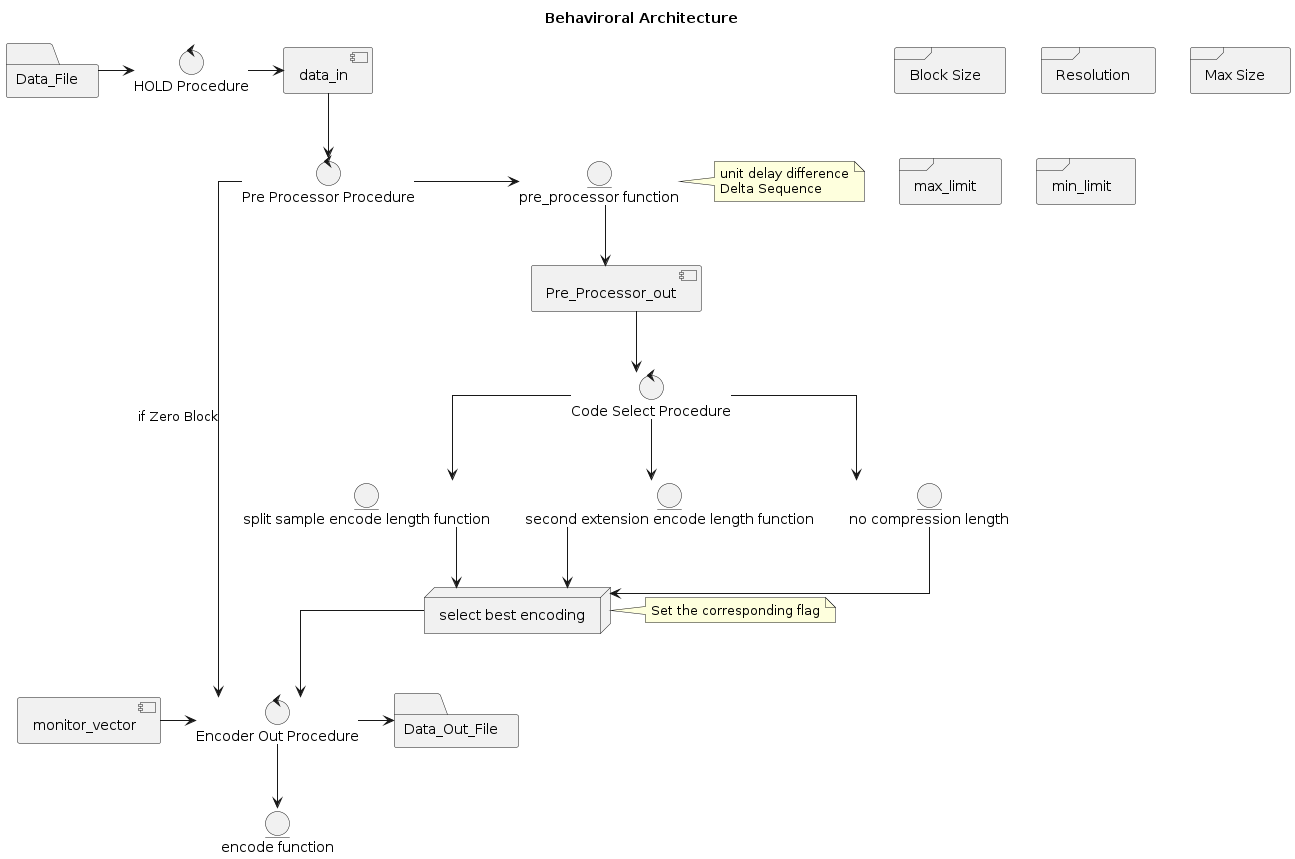 Behaviroral Architecture
Data_File
HOLD Procedure
data_in
Block Size
Resolution
Max Size
Pre Processor Procedure
pre_processor function
unit delay difference
Delta Sequence
max_limit
min_limit
Pre_Processor_out
if Zero Block
Code Select Procedure
split sample encode length function
second extension encode length function
no compression length
select best encoding
Set the corresponding flag
monitor_vector
Encoder Out Procedure
Data_Out_File
encode function